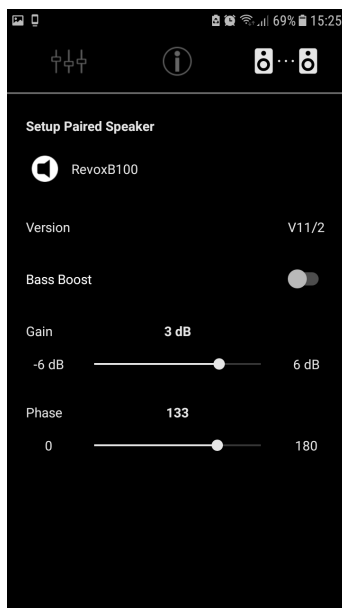 69% 15:25
Setup Paired Speaker
RevoxB100
Version V11/2
Bass Boost
Gain 3 dB
-6 dB 6 dB
Phase 133
0 180